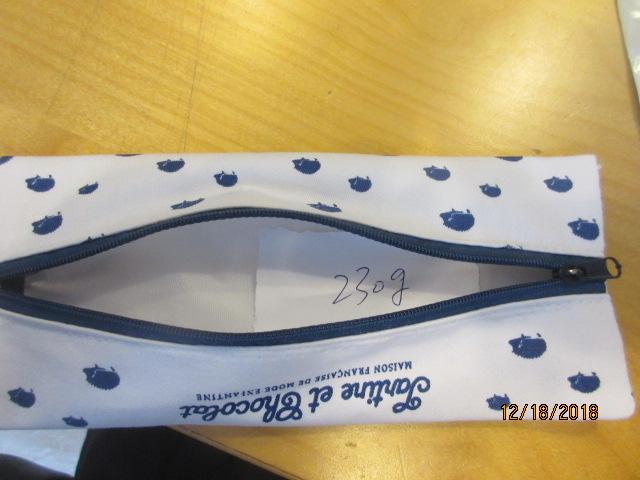 230g
Tartine et Chocolat
MAISON FRANÇAISE DE MODE ENFANTINE
12/18/2018